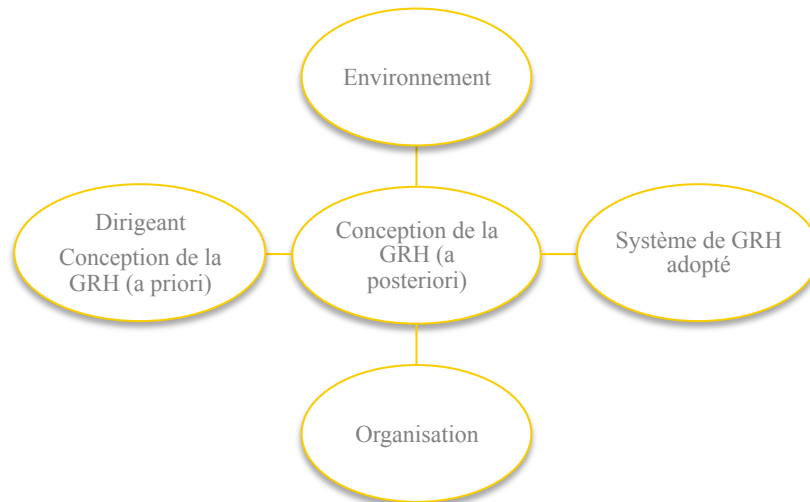 Environnement
Dirigeant
Conception de la
GRH (a priori)
Conception de la
GRH (a
posteriori)
Système de GRH
adopté
Organisation